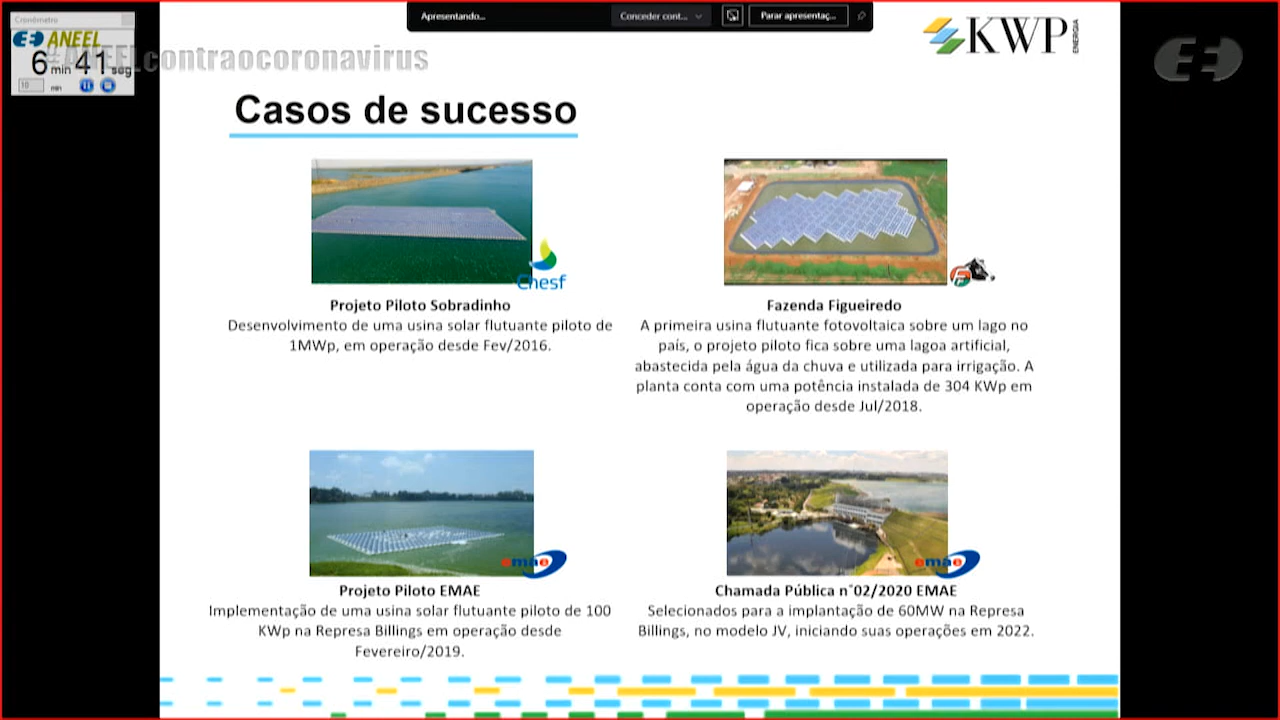 Cronômetro
ANEEL
6 min 41 seg
10 min
#ANEELcontraocoronavirus
Apresentando...
Conceder cont...
Parar apresentaç...
KWP
ENERGIA
Casos de sucesso
Chesf
Projeto Piloto Sobradinho
Desenvolvimento de uma usina solar flutuante piloto de
1MWp, em operação desde Fev/2016.
Fazenda Figueiredo
A primeira usina flutuante fotovoltaica sobre um lago no
país, o projeto piloto fica sobre uma lagoa artificial,
abastecida pela água da chuva e utilizada para irrigação. A
planta conta com uma potência instalada de 304 KWp em
operação desde Jul/2018.
emae
Projeto Piloto EMAE
Implementação de uma usina solar flutuante piloto de 100
KWp na Represa Billings em operação desde
Fevereiro/2019.
emae
Chamada Pública n°02/2020 EMAE
Selecionados para a implantação de 60MW na Represa
Billings, no modelo JV, iniciando suas operações em 2022.